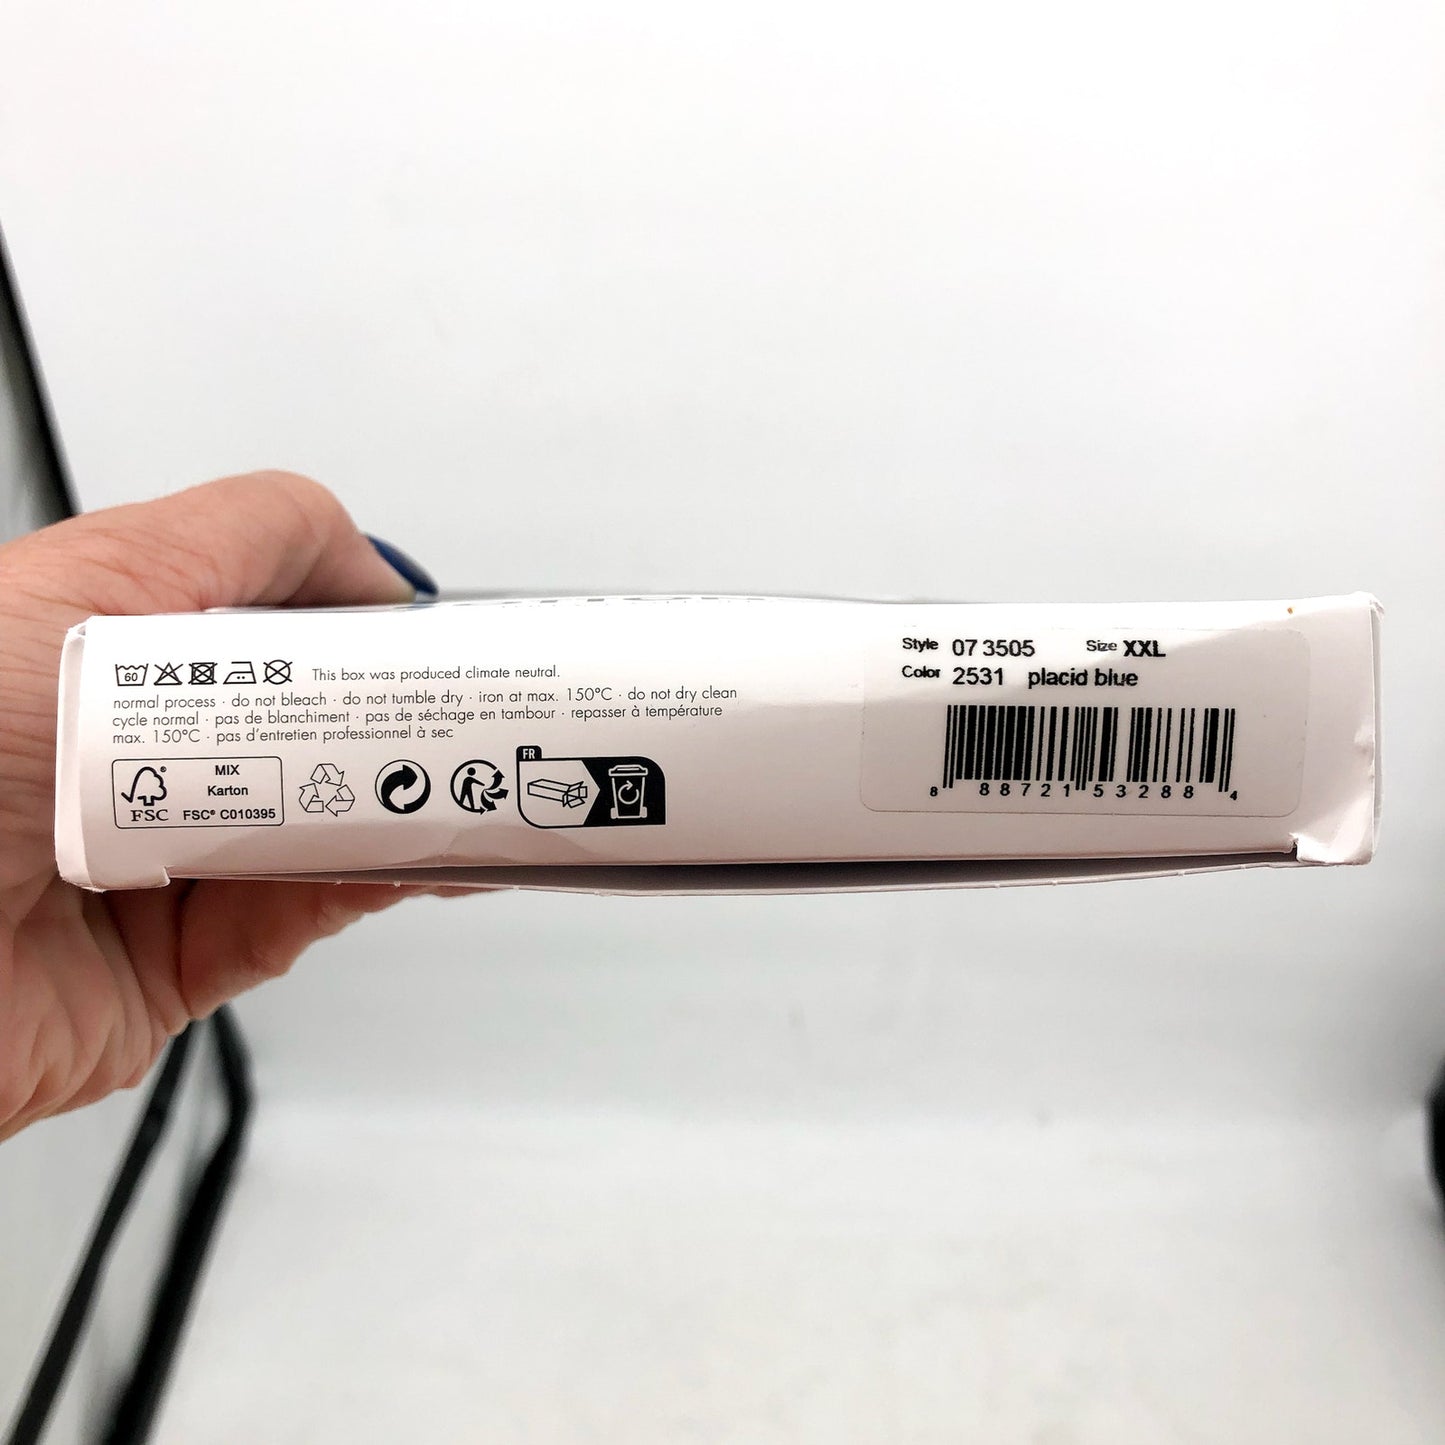 60 This box was produced climate neutral.
normal process · do not bleach · do not tumble dry · iron at max. 150°C · do not dry clean
cycle normal · pas de blanchiment · pas de séchage en tambour · repasser à température
max. 150°C · pas d'entretien professionnel à sec
FSC
MIX
Karton
FSC® C010395
FR
Style 07 3505 Size XXL
Color 2531 placid blue
8 88721 53288 4